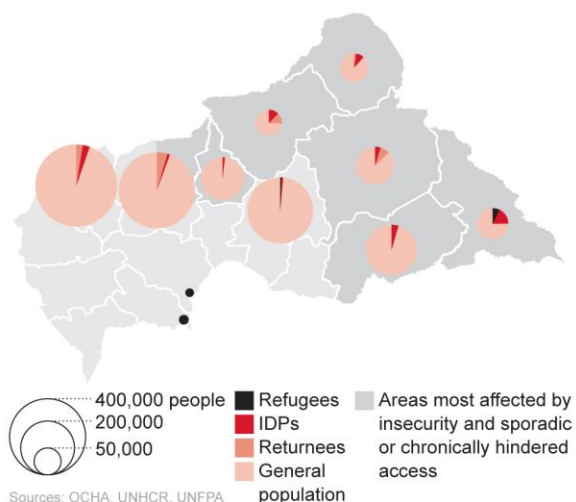 400,000 people
200,000
50,000
Refugees
IDPs
Returnees
General
population
Areas most affected by
insecurity and sporadic
or chronically hindered
access
Sources: OCHA, UNHCR, UNFPA